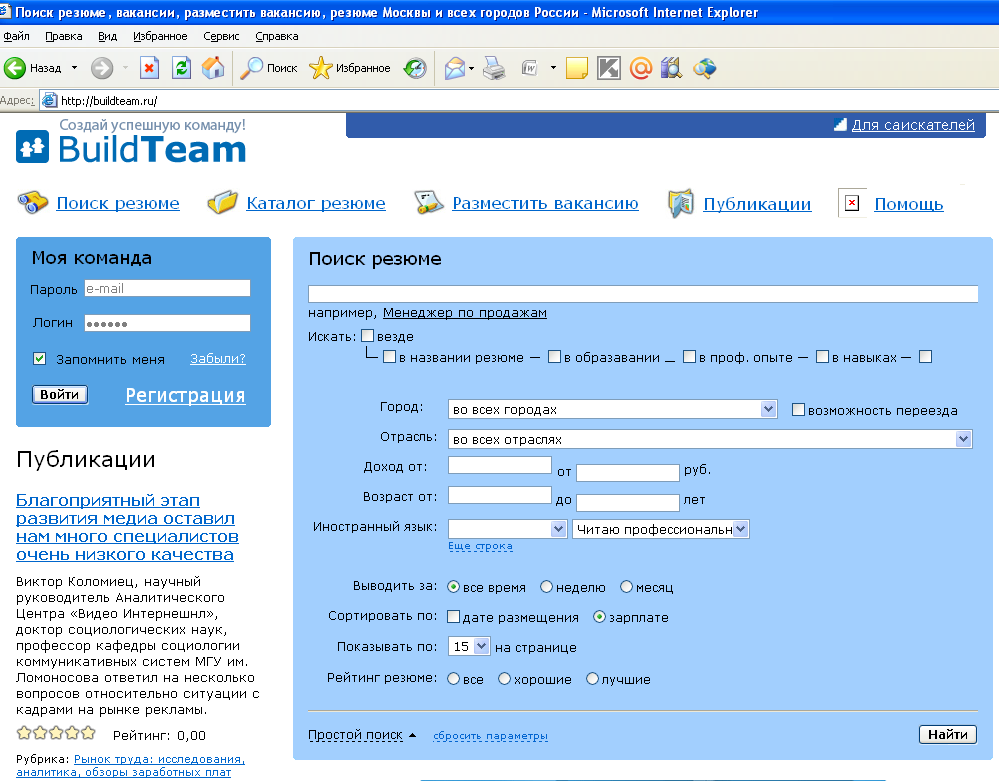 Поиск резюме, вакансии, разместить вакансию, резюме Москвы и всех городов России - Microsoft Internet Explorer
Файл Правка Вид Избранное Сервис Справка
Назад Поиск Избранное
Адрес: http://buildteam.ru/
Создай успешную команду!
BuildTeam
Для саискателей
Поиск резюме Каталог резюме Разместить вакансию Публикации Помощь
Моя команда
Пароль e-mail
Логин ••••••
Запомнить меня Забыли?
Войти Регистрация
Публикации
Благоприятный этап
развития медиа оставил
нам много специалистов
очень низкого качества
Виктор Коломиец, научный
руководитель Аналитического
Центра «Видео Интернешнл»,
доктор социологических наук,
профессор кафедры социологии
коммуникативных систем МГУ им.
Ломоносова ответил на несколько
вопросов относительно ситуации с
кадрами на рынке рекламы.
Рейтинг: 0,00
Рубрика: Рынок труда: исследования,
аналитика, обзоры заработных плат
Поиск резюме
например, Менеджер по продажам
Искать: везде
в названии резюме — в образавании _ в проф. опыте — в навыках —
Город: во всех городах возможность переезда
Отрасль: во всех отраслях
Доход от: от руб.
Возраст от: до лет
Иностранный язык: Читаю профессиональн
Еще строка
Выводить за: все время неделю месяц
Сортировать по: дате размещения зарплате
Показывать по: 15 на странице
Рейтинг резюме: все хорошие лучшие
Простой поиск сбросить параметры Найти